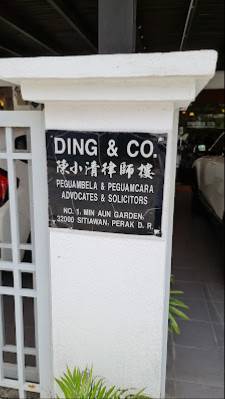 DING & CO.
陳小清律師樓
PEGUAMBELA & PEGUAMCARA
ADVOCATES & SOLICITORS
NO. 1, MIN AUN GARDEN,
32000 SITIAWAN, PERAK D. R.